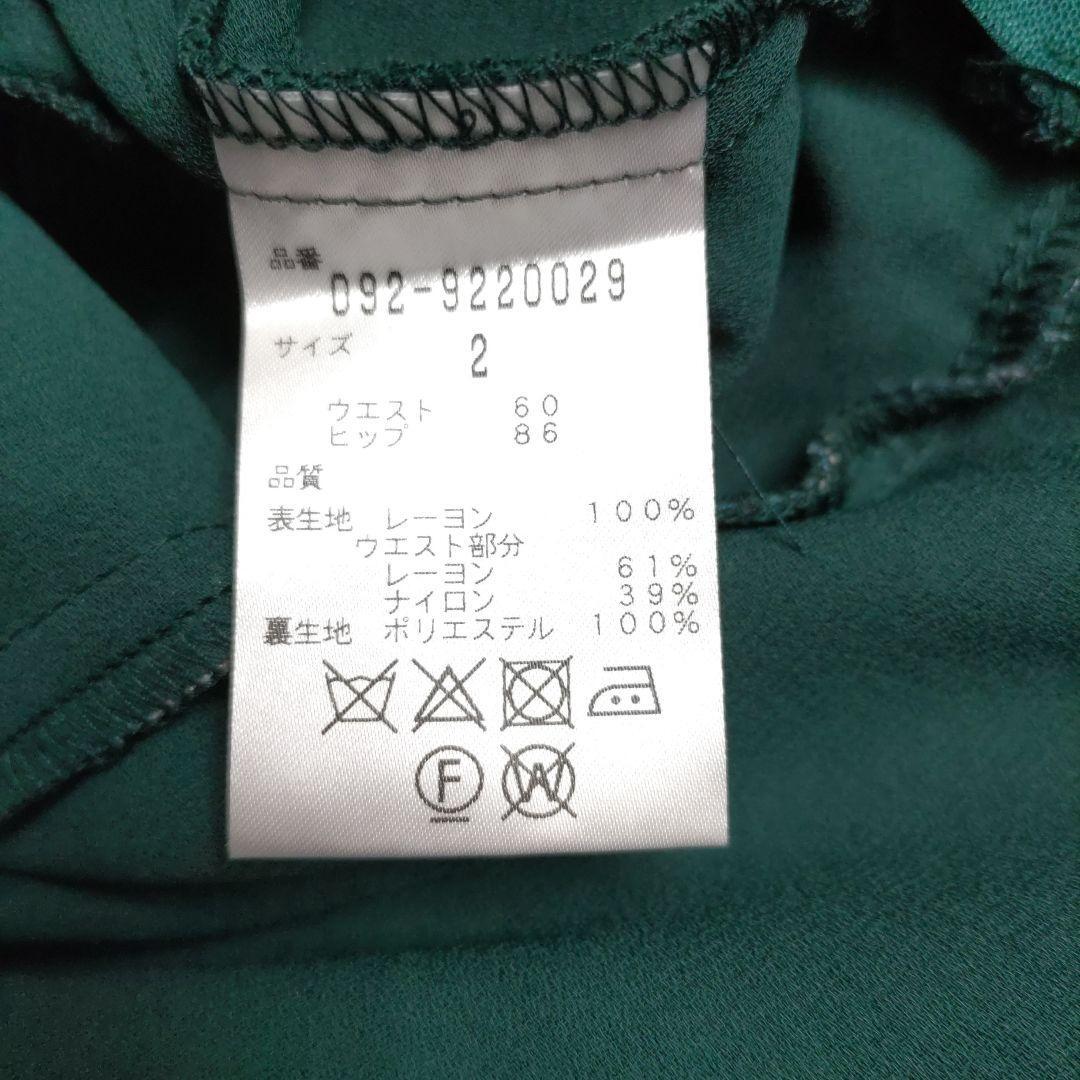 品番
092-9220029
サイズ 2
ウエスト 60
ヒップ 86
品質
表生地 レーヨン 100%
ウエスト部分
レーヨン 61%
ナイロン 39%
裏生地 ポリエステル 100%
F W